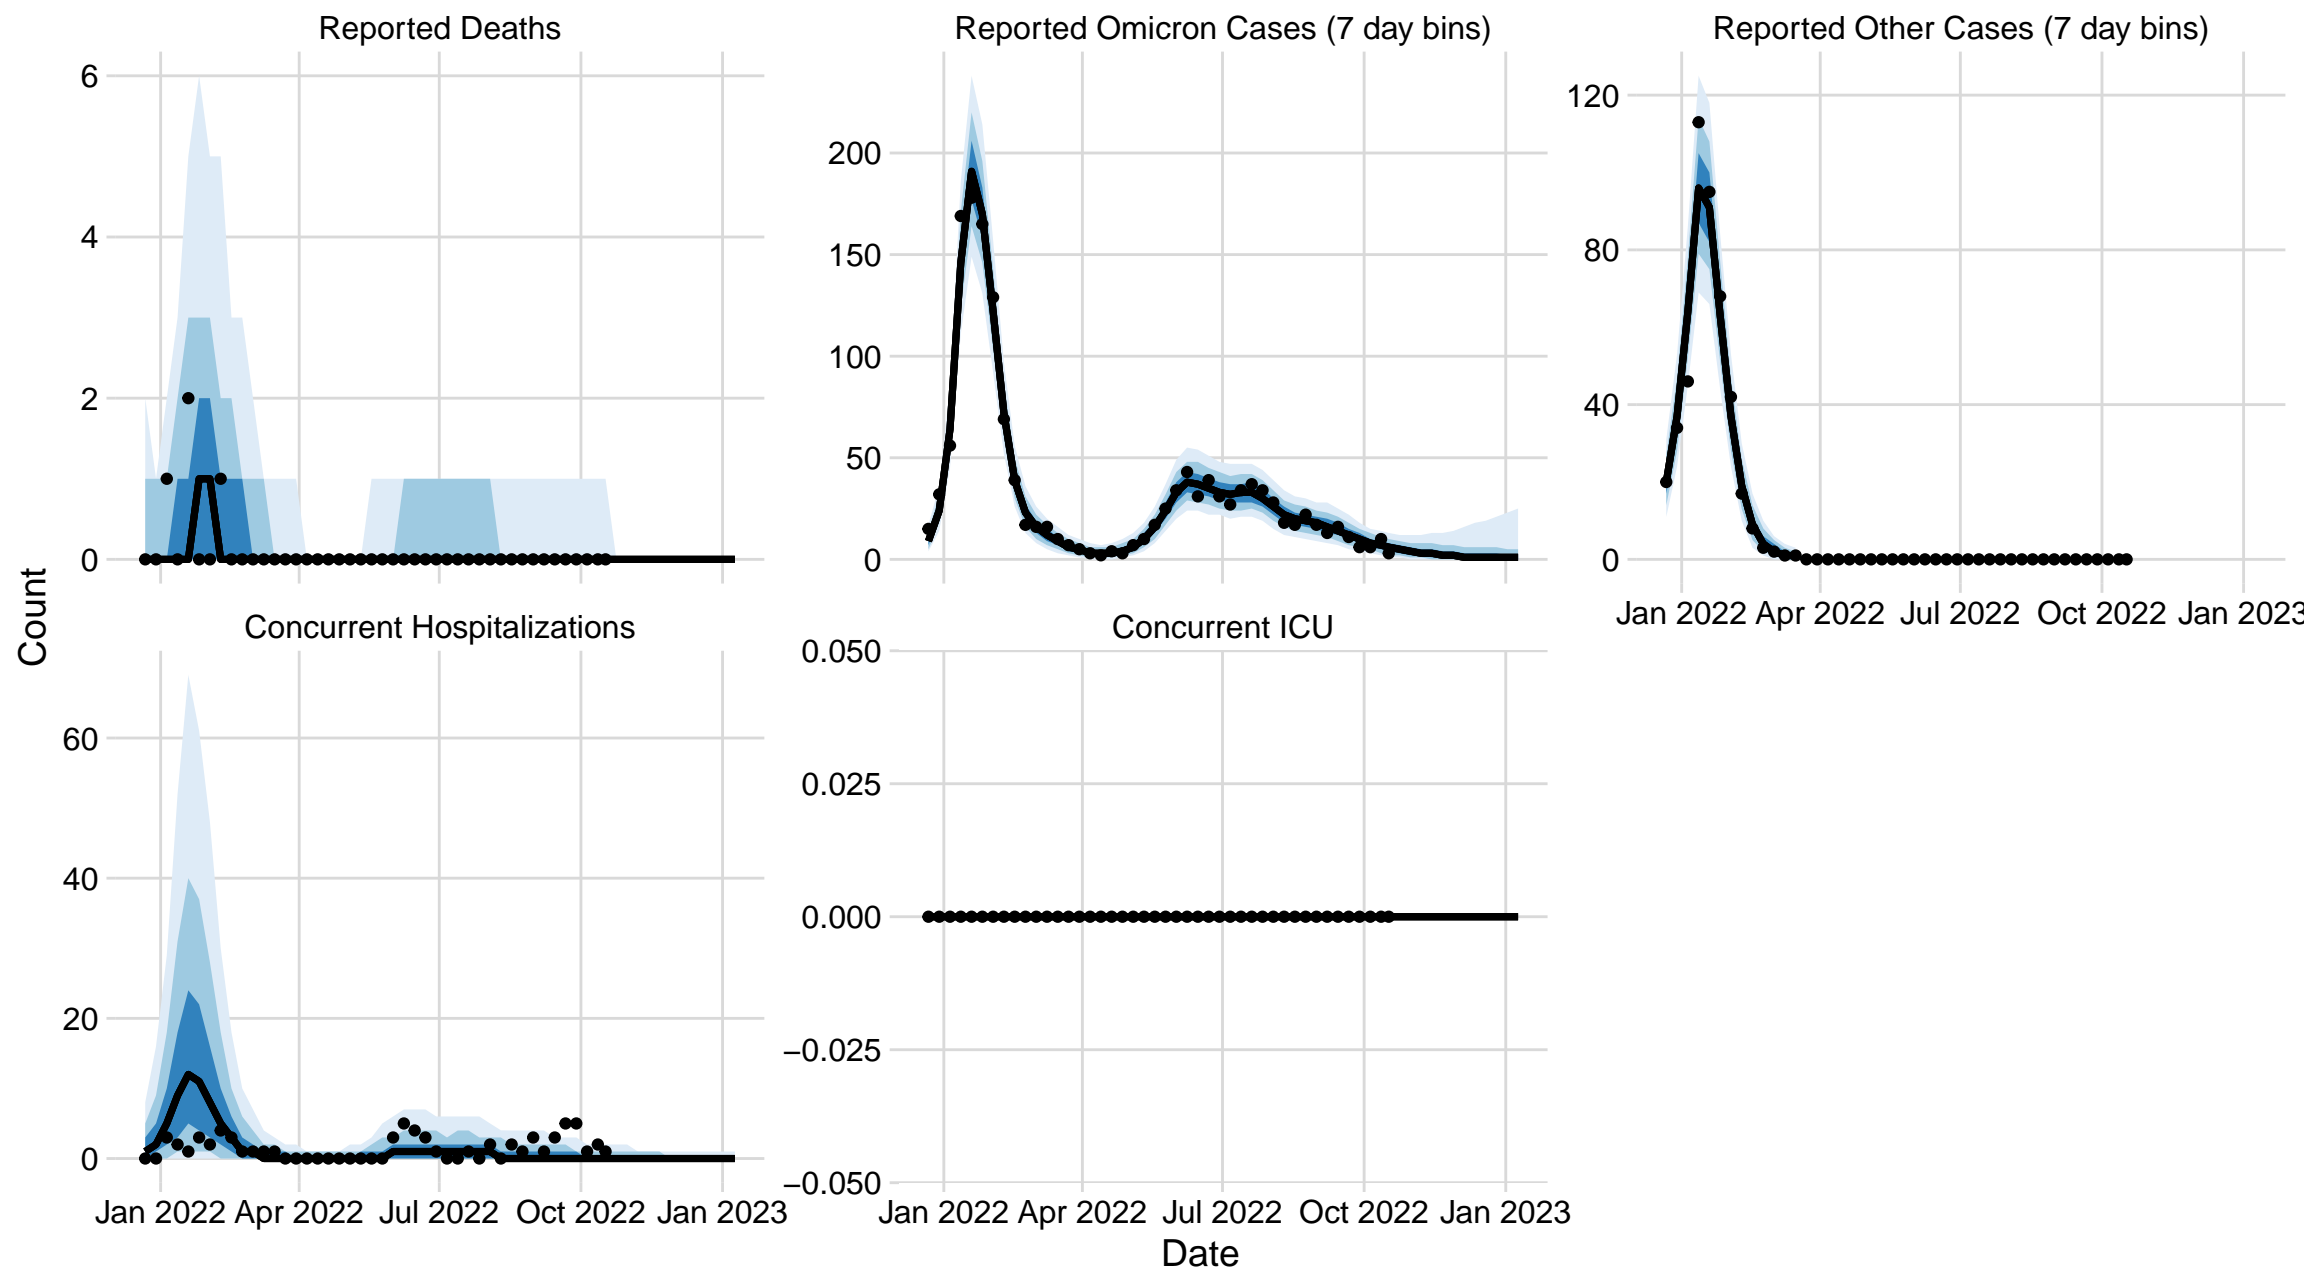 Reported Deaths
Reported Omicron Cases (7 day bins)
Reported Other Cases (7 day bins)
6
4
2
0
200
150
100
50
0
120
80
40
0
Jan 2022 Apr 2022 Jul 2022 Oct 2022 Jan 2023
Count
Concurrent Hospitalizations
Concurrent ICU
60
40
20
0
0.050
0.025
0.000
−0.025
−0.050
Jan 2022 Apr 2022 Jul 2022 Oct 2022 Jan 2023
Jan 2022 Apr 2022 Jul 2022 Oct 2022 Jan 2023
Date